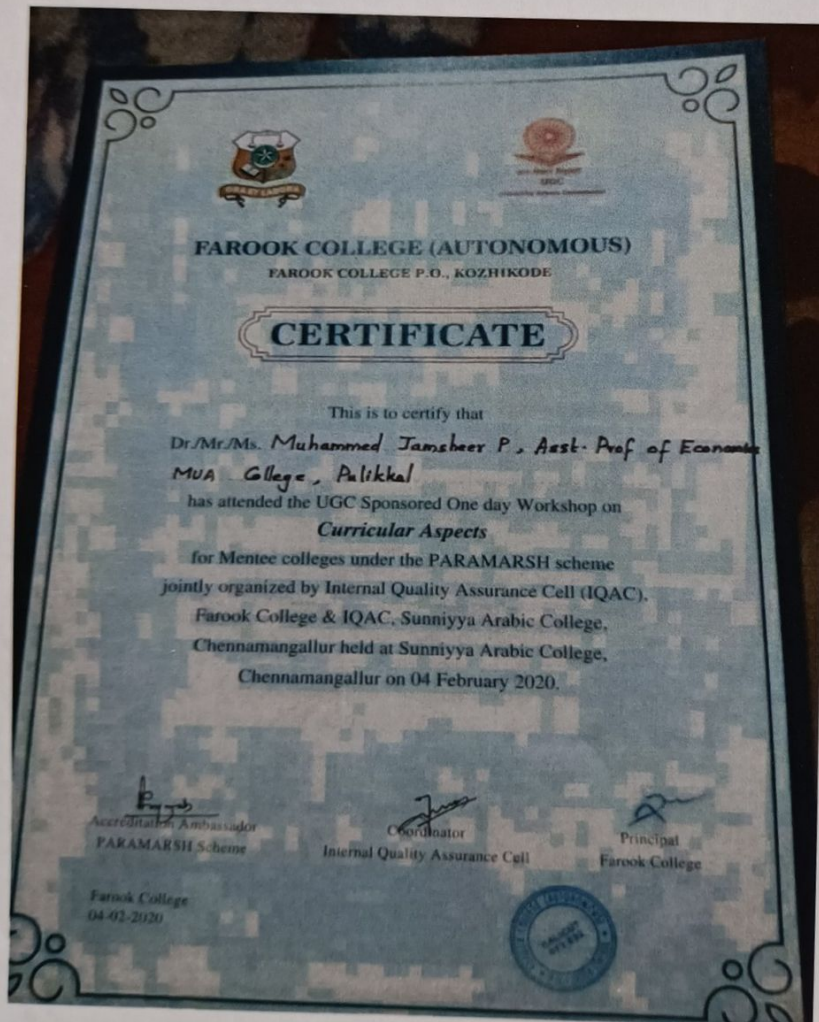 CRAFT LABORA
UGC
FAROOK COLLEGE (AUTONOMOUS)
FAROOK COLLEGE P.O., KOZHIKODE
CERTIFICATE
This is to certify that
Dr./Mr./Ms. Muhammed Jamsheer P, Asst. Prof of Economics
MUA College, Pulikkal
has attended the UGC Sponsored One day Workshop on
Curricular Aspects
for Mentee colleges under the PARAMARSH scheme
jointly organized by Internal Quality Assurance Cell (IQAC),
Farook College & IQAC, Sunniyya Arabic College,
Chennamangallur held at Sunniyya Arabic College,
Chennamangallur on 04 February 2020.
Accreditation Ambassador
PARAMARSH Scheme
Coordinator
Internal Quality Assurance Cell
Principal
Farook College
Farook College
04-02-2020